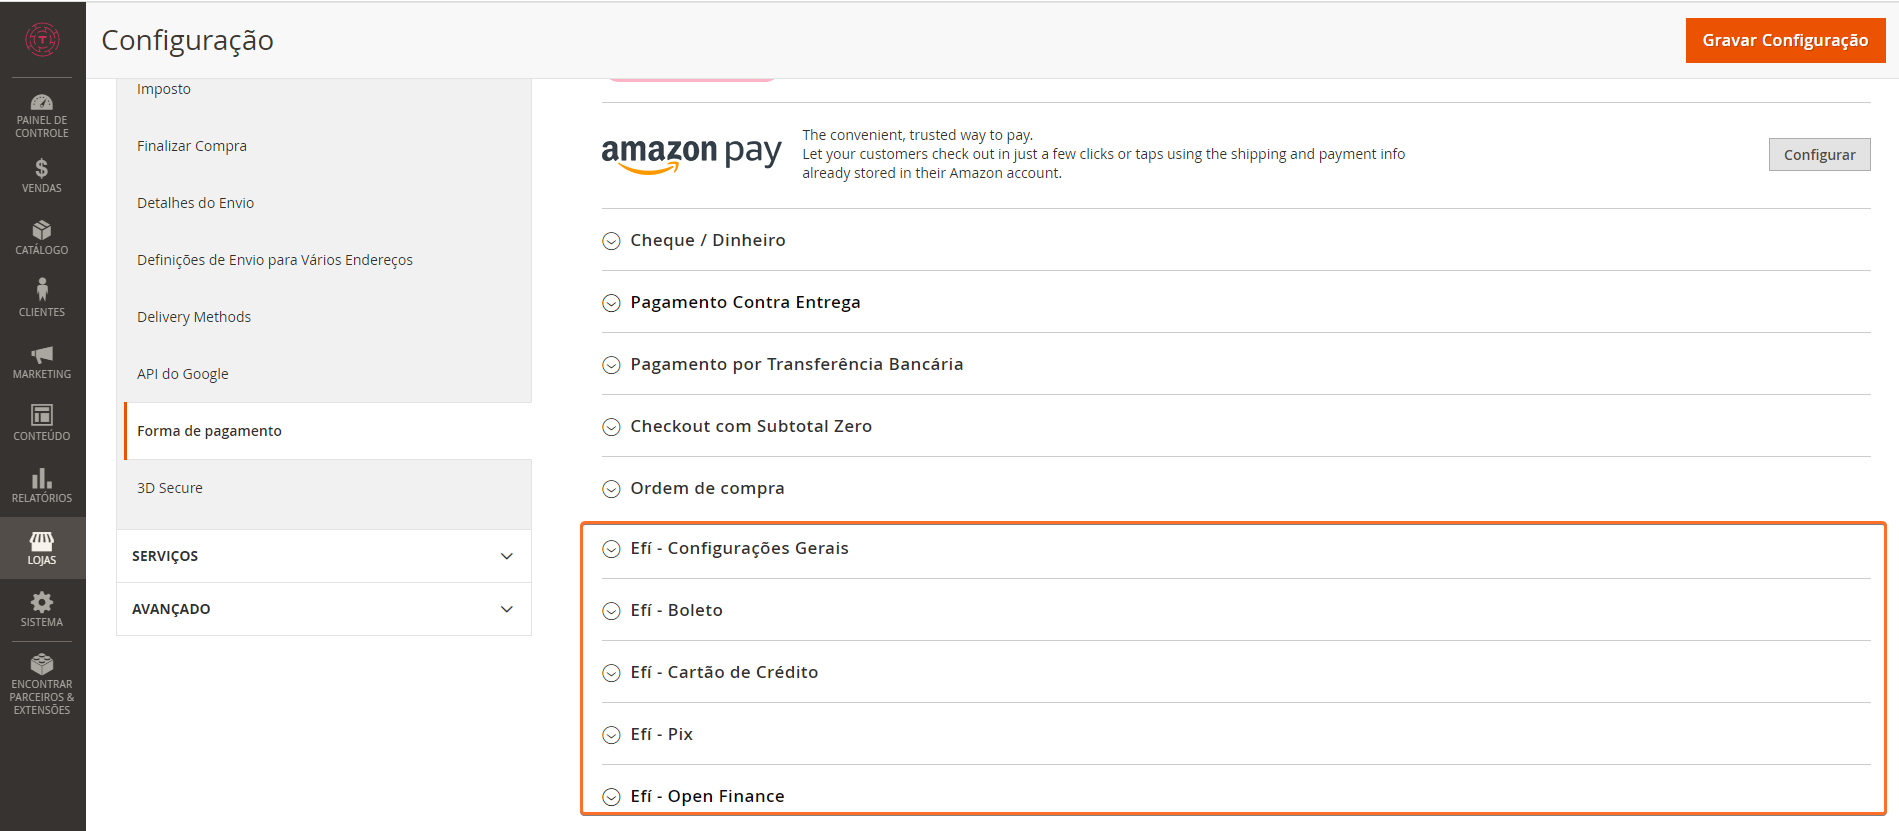 Configuração
Gravar Configuração
PAINEL DE
CONTROLE
VENDAS
CATÁLOGO
CLIENTES
MARKETING
CONTEÚDO
RELATÓRIOS
LOJAS
SISTEMA
ENCONTRAR
PARCEIROS &
EXTENSÕES
Imposto
Finalizar Compra
Detalhes do Envio
Definições de Envio para Vários Endereços
Delivery Methods
API do Google
Forma de pagamento
3D Secure
SERVIÇOS
AVANÇADO
amazon pay
The convenient, trusted way to pay.
Let your customers check out in just a few clicks or taps using the shipping and payment info
already stored in their Amazon account.
Configurar
Cheque / Dinheiro
Pagamento Contra Entrega
Pagamento por Transferência Bancária
Checkout com Subtotal Zero
Ordem de compra
Efí - Configurações Gerais
Efí - Boleto
Efí - Cartão de Crédito
Efí - Pix
Efí - Open Finance